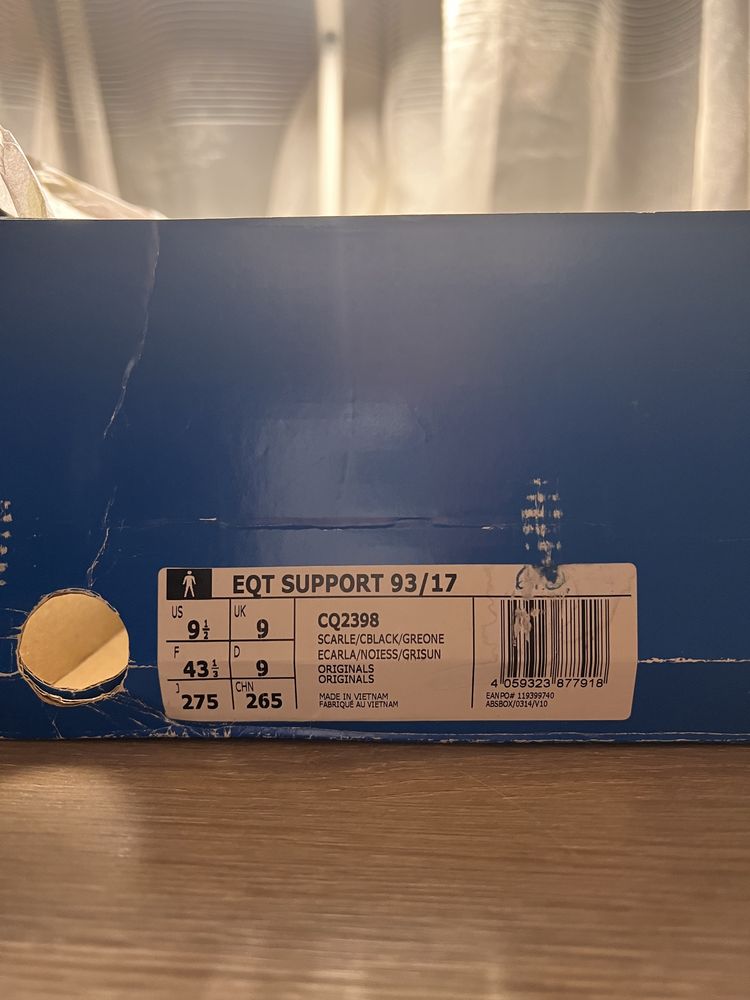 EQT SUPPORT 93/17
US
9½
UK
9
F
43⅓
D
9
J
275
CHN
265
CQ2398
SCARLE/CBLACK/GREONE
ECARLA/NOIESS/GRISUN
ORIGINALS
ORIGINALS
MADE IN VIETNAM
FABRIQUÉ AU VIETNAM
4 059323 877918
EAN PO# 119399740
ABSBOX/0314/V10